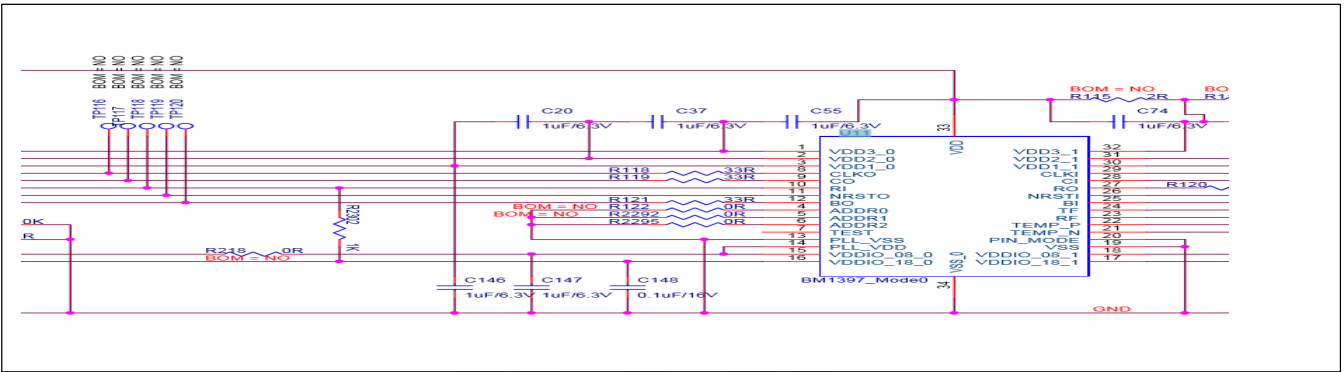 BOM = NO
BOM = NO
BOM = NO
BOM = NO
BOM = NO
TP116
TP117
TP118
TP119
TP120
BOM = NO
BO
R115
2R
R1
C20
C37
C55
C74
1uF/6.3V
1uF/6.3V
1uF/6.3V
1uF/6.3V
U11
33
VDD
1 VDD3_0 VDD3_1 32
2 VDD2_0 VDD2_1 31
3 VDD1_0 VDD1_1 30
8 CLKO CLKI 29
9 CO CI 28
10 RI RO 27
11 NRSTO NRSTI 26
12 BO BI 25
4 ADDR0 TF 24
5 ADDR1 RF 23
6 ADDR2 TEMP_P 22
7 TEST TEMP_N 21
13 PLL_VSS PIN_MODE 20
14 PLL_VDD VSS 19
15 VDDIO_08_0 VDDIO_08_1 18
16 VDDIO_18_0 VDDIO_18_1 17
VSS_0
34
BM1397_Mode0
R118 33R
R119 33R
R120
R121 33R
BOM = NO R122 0R
BOM = NO R2292 0R
R2295 0R
R232
1K
0K
R
R218 0R
BOM = NO
C146
C147
C148
1uF/6.3V
1uF/6.3V
0.1uF/16V
GND